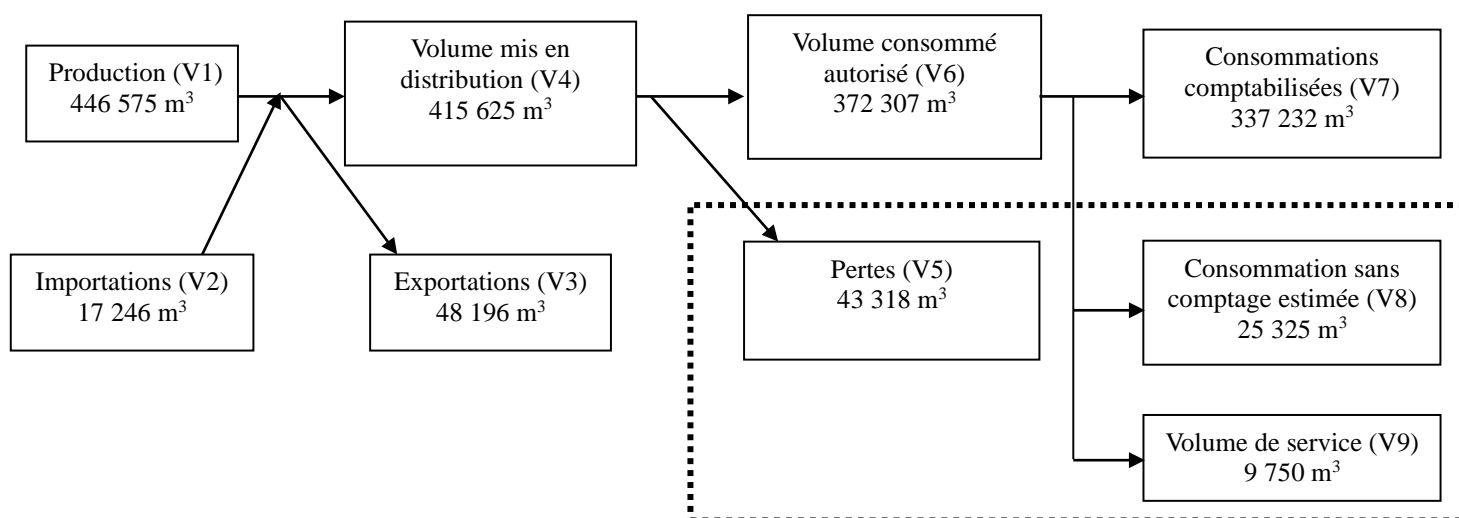 Production (V1)
446 575 m³
Volume mis en
distribution (V4)
415 625 m³
Volume consommé
autorisé (V6)
372 307 m³
Consommations
comptabilisées (V7)
337 232 m³
Importations (V2)
17 246 m³
Exportations (V3)
48 196 m³
Pertes (V5)
43 318 m³
Consommation sans
comptage estimée (V8)
25 325 m³
Volume de service (V9)
9 750 m³